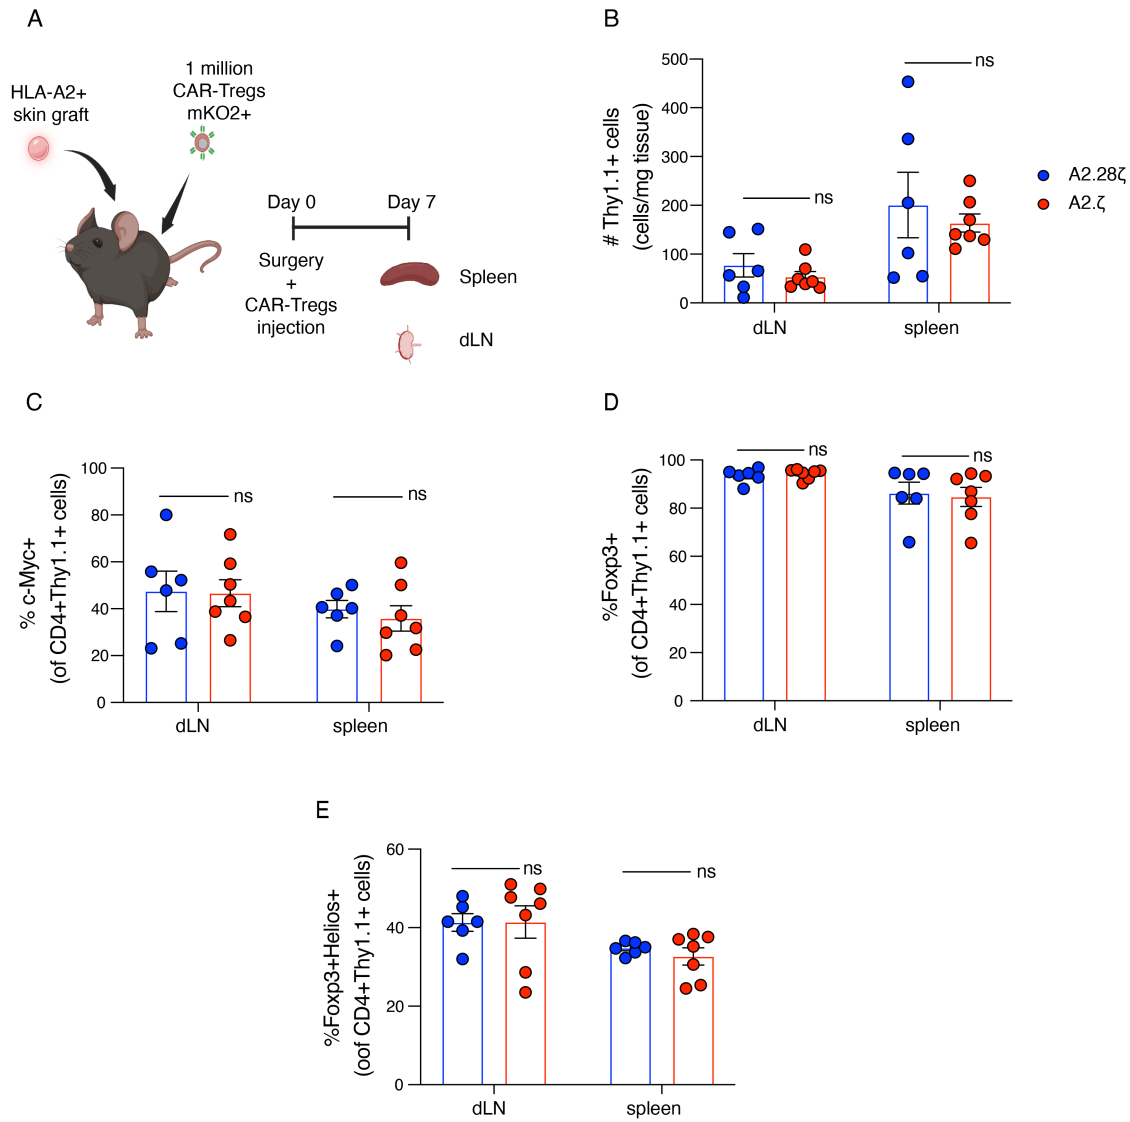 A
HLA-A2+
skin graft
1 million
CAR-Tregs
mKO2+
Day 0
Day 7
Surgery
+
CAR-Tregs
injection
Spleen
dLN
B
# Thy1.1+ cells
(cells/mg tissue)
500
400
300
200
100
0
ns
ns
dLN
spleen
A2.28ζ
A2.ζ
C
% c-Myc+
(of CD4+Thy1.1+ cells)
100
80
60
40
20
0
ns
ns
dLN
spleen
D
%Foxp3+
(of CD4+Thy1.1+ cells)
100
80
60
40
20
0
ns
ns
dLN
spleen
E
%Foxp3+Helios+
(oof CD4+Thy1.1+ cells)
60
40
20
0
ns
ns
dLN
spleen